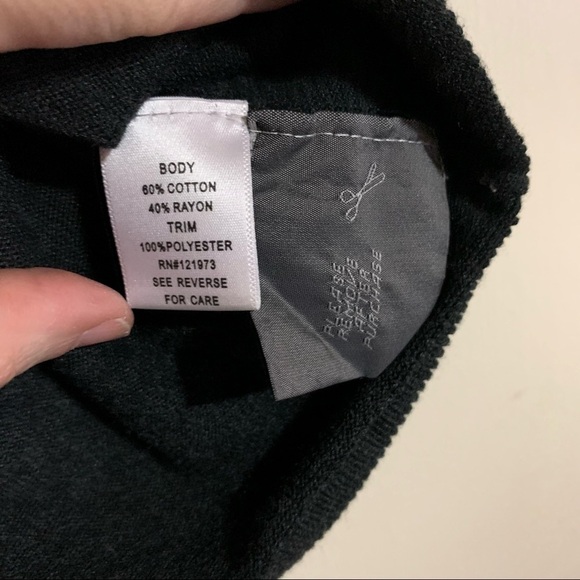 BODY
60% COTTON
40% RAYON
TRIM
100%POLYESTER
RN#121973
SEE REVERSE
FOR CARE
PLEASE
REMOVE
AFTER
PURCHASE